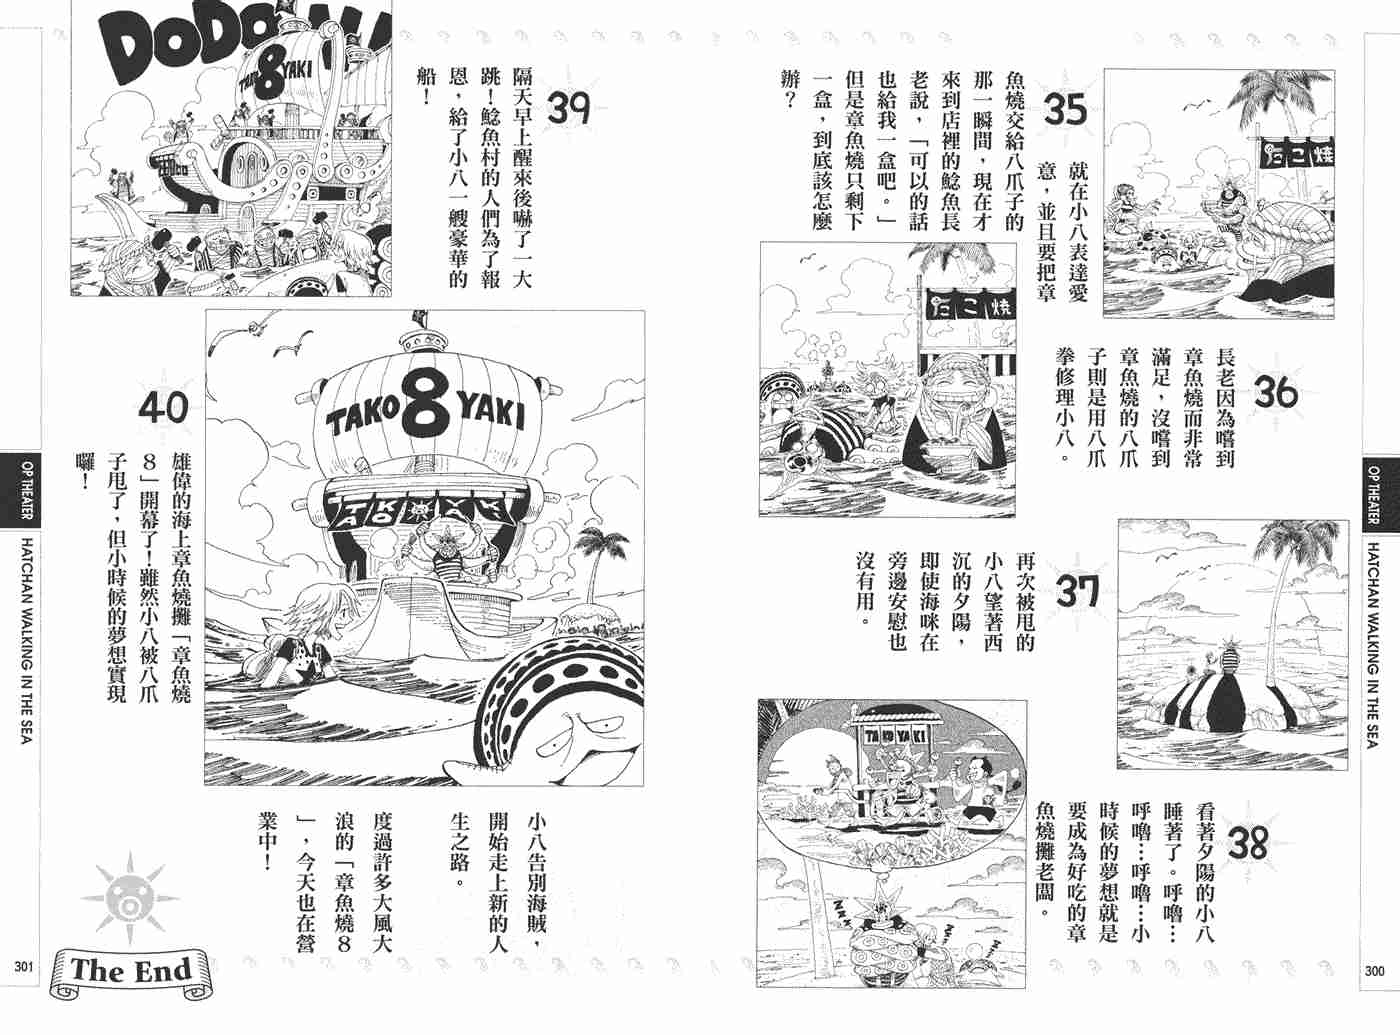 35
就在小八表達愛
意，並且要把章
魚燒交給八爪子的
那一瞬間，現在才
來到店裡的鯰魚長
老說，「可以的話
也給我一盒吧。」
但是章魚燒只剩下
一盒，到底該怎麼
辦？
たこ焼
36
長老因為嚐到
章魚燒而非常
滿足，沒嚐到
章魚燒的八爪
子則是用八爪
拳修理小八。
たこ焼
37
再次被甩的
小八望著西
沉的夕陽，
即使海咪在
旁邊安慰也
沒有用。
38
看著夕陽的小八
睡著了。呼嚕…
呼嚕…呼嚕…小
時候的夢想就是
要成為好吃的章
魚燒攤老闆。
TAKOYAKI
ZZZ
ZZZ
OP THEATER
HATCHAN WALKING IN THE SEA
300
39
隔天早上醒來後嚇了一大
跳！鯰魚村的人們為了報
恩，給了小八一艘豪華的
船！
TAKO 8 YAKI
40
雄偉的海上章魚燒攤「章魚燒
8」開幕了！雖然小八被八爪
子甩了，但小時候的夢想實現
囉！
TAKO 8 YAKI
小八告別海賊，
開始走上新的人
生之路。
度過許多大風大
浪的「章魚燒8
」，今天也在營
業中！
The End
OP THEATER
HATCHAN WALKING IN THE SEA
301